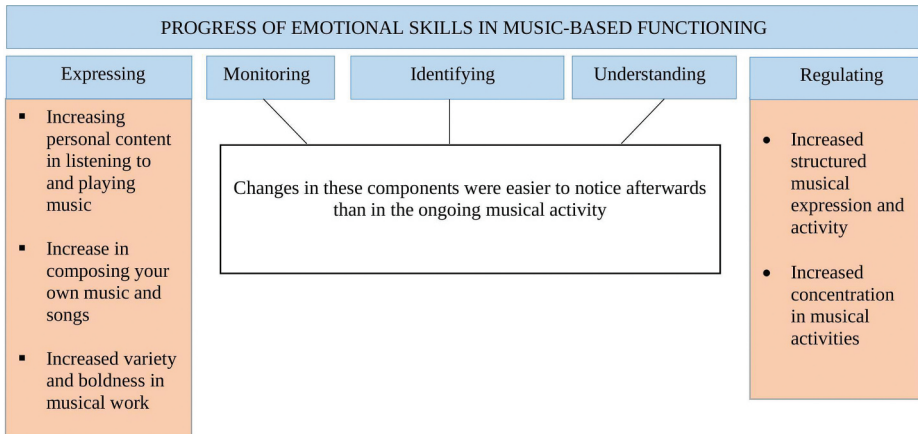 PROGRESS OF EMOTIONAL SKILLS IN MUSIC-BASED FUNCTIONING
Expressing
Monitoring
Identifying
Understanding
Regulating
▪ Increasing
personal content
in listening to
and playing
music
▪ Increase in
composing your
own music and
songs
▪ Increased variety
and boldness in
musical work
Changes in these components were easier to notice afterwards
than in the ongoing musical activity
● Increased
structured
musical
expression and
activity
● Increased
concentration
in musical
activities